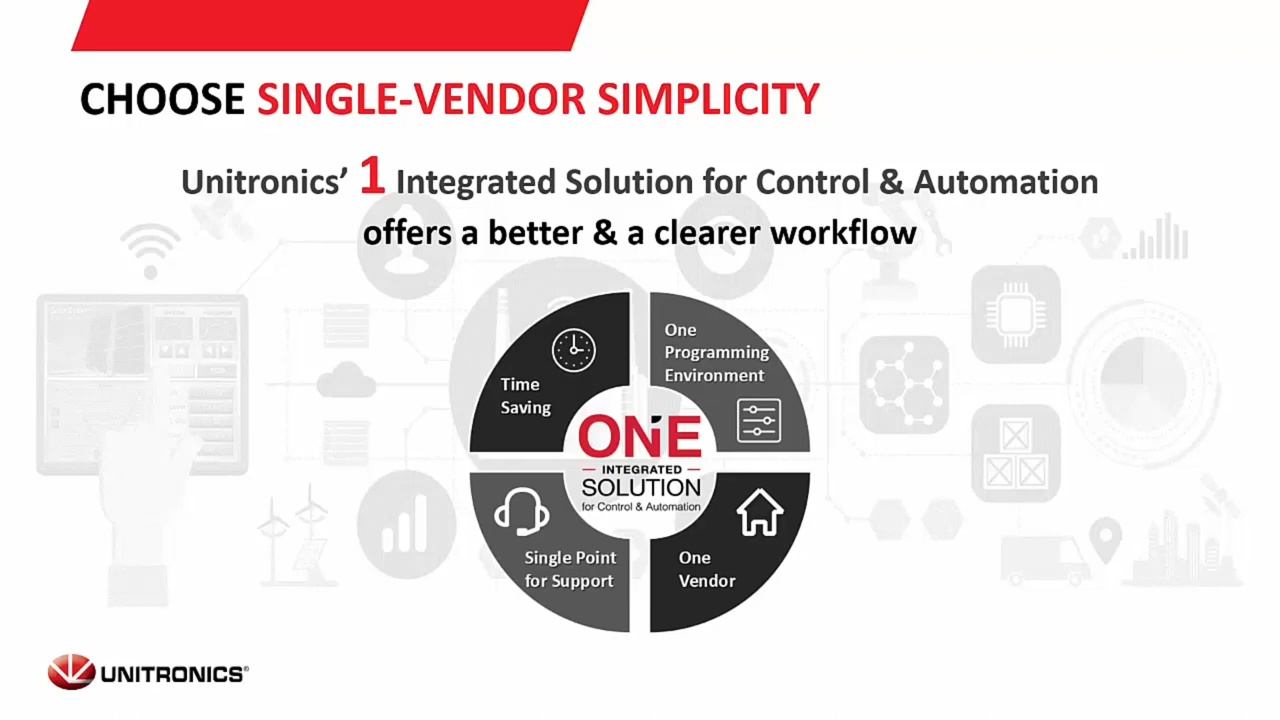 CHOOSE SINGLE-VENDOR SIMPLICITY
Unitronics’ 1 Integrated Solution for Control & Automation
offers a better & a clearer workflow
Time
Saving
One
Programming
Environment
ONE
INTEGRATED
SOLUTION
for Control & Automation
Single Point
for Support
One
Vendor
UNITRONICS®